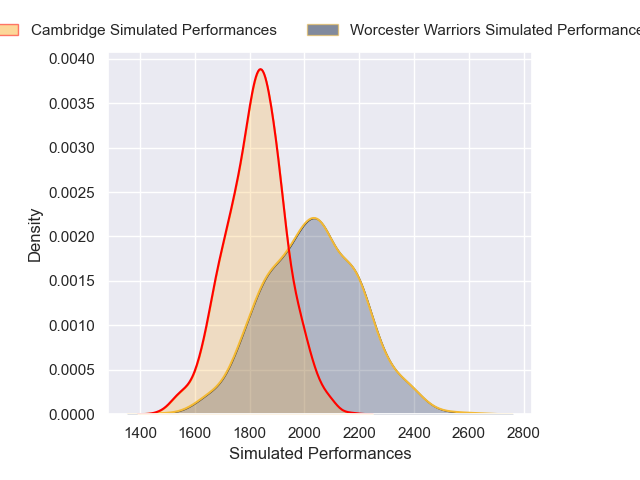 Cambridge Simulated Performances
Worcester Warriors Simulated Performance
0.0040
0.0035
0.0030
0.0025
0.0020
0.0015
0.0010
0.0005
0.0000
Density
1400 1600 1800 2000 2200 2400 2600 2800
Simulated Performances